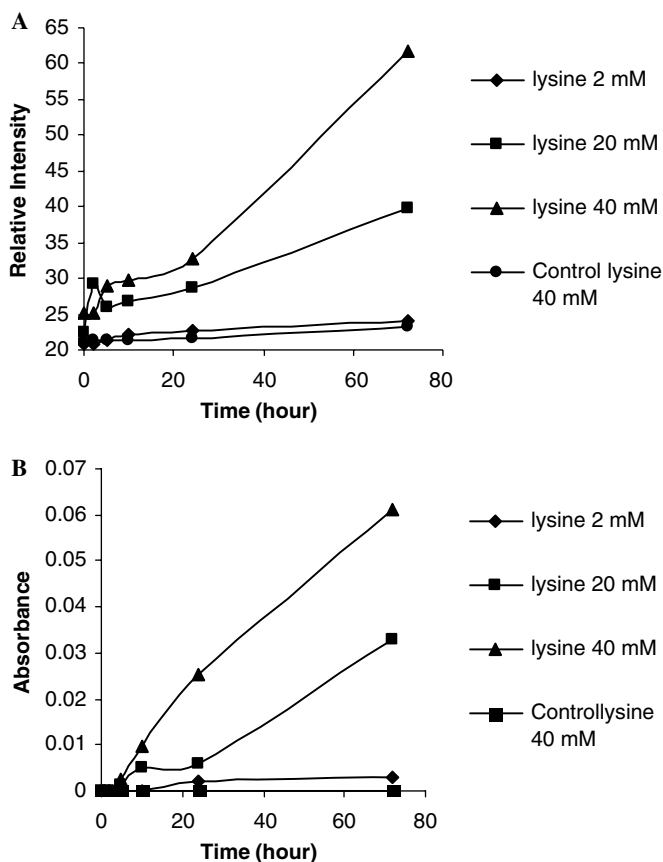 A
65
60
55
50
45
40
35
30
25
20
0
20
40
60
80
Relative Intensity
Time (hour)
lysine 2 mM
lysine 20 mM
lysine 40 mM
Control lysine
40 mM
B
0.07
0.06
0.05
0.04
0.03
0.02
0.01
0
0
20
40
60
80
Absorbance
Time (hour)
lysine 2 mM
lysine 20 mM
lysine 40 mM
Controllysine
40 mM